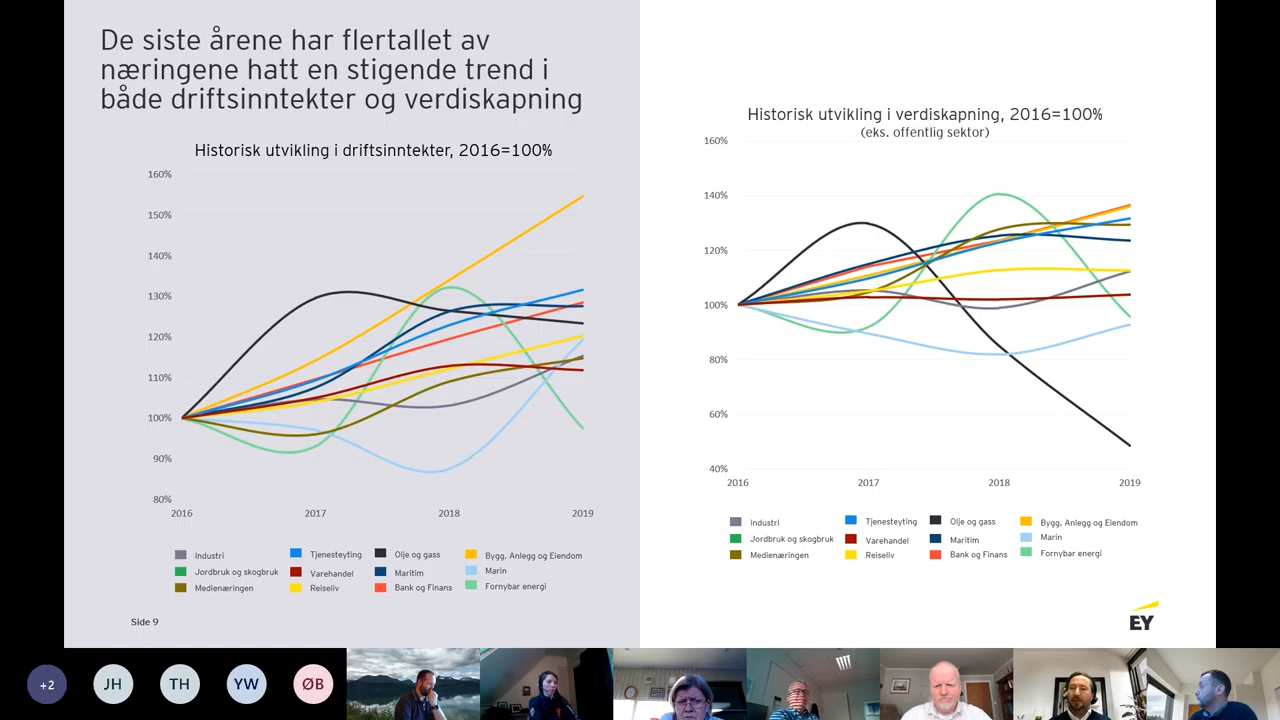 De siste årene har flertallet av
næringene hatt en stigende trend i
både driftsinntekter og verdiskapning
Historisk utvikling i driftsinntekter, 2016=100%
160%
150%
140%
130%
120%
110%
100%
90%
80%
2016 2017 2018 2019
Industri Tjenesteyting Olje og gass Bygg, Anlegg og Eiendom
Jordbruk og skogbruk Varehandel Maritim Marin
Medienæringen Reiseliv Bank og Finans Fornybar energi
Side 9
Historisk utvikling i verdiskapning, 2016=100%
(eks. offentlig sektor)
160%
140%
120%
100%
80%
60%
40%
2016 2017 2018 2019
Industri Tjenesteyting Olje og gass Bygg, Anlegg og Eiendom
Jordbruk og skogbruk Varehandel Maritim Marin
Medienæringen Reiseliv Bank og Finans Fornybar energi
EY
+2 JH TH YW ØB